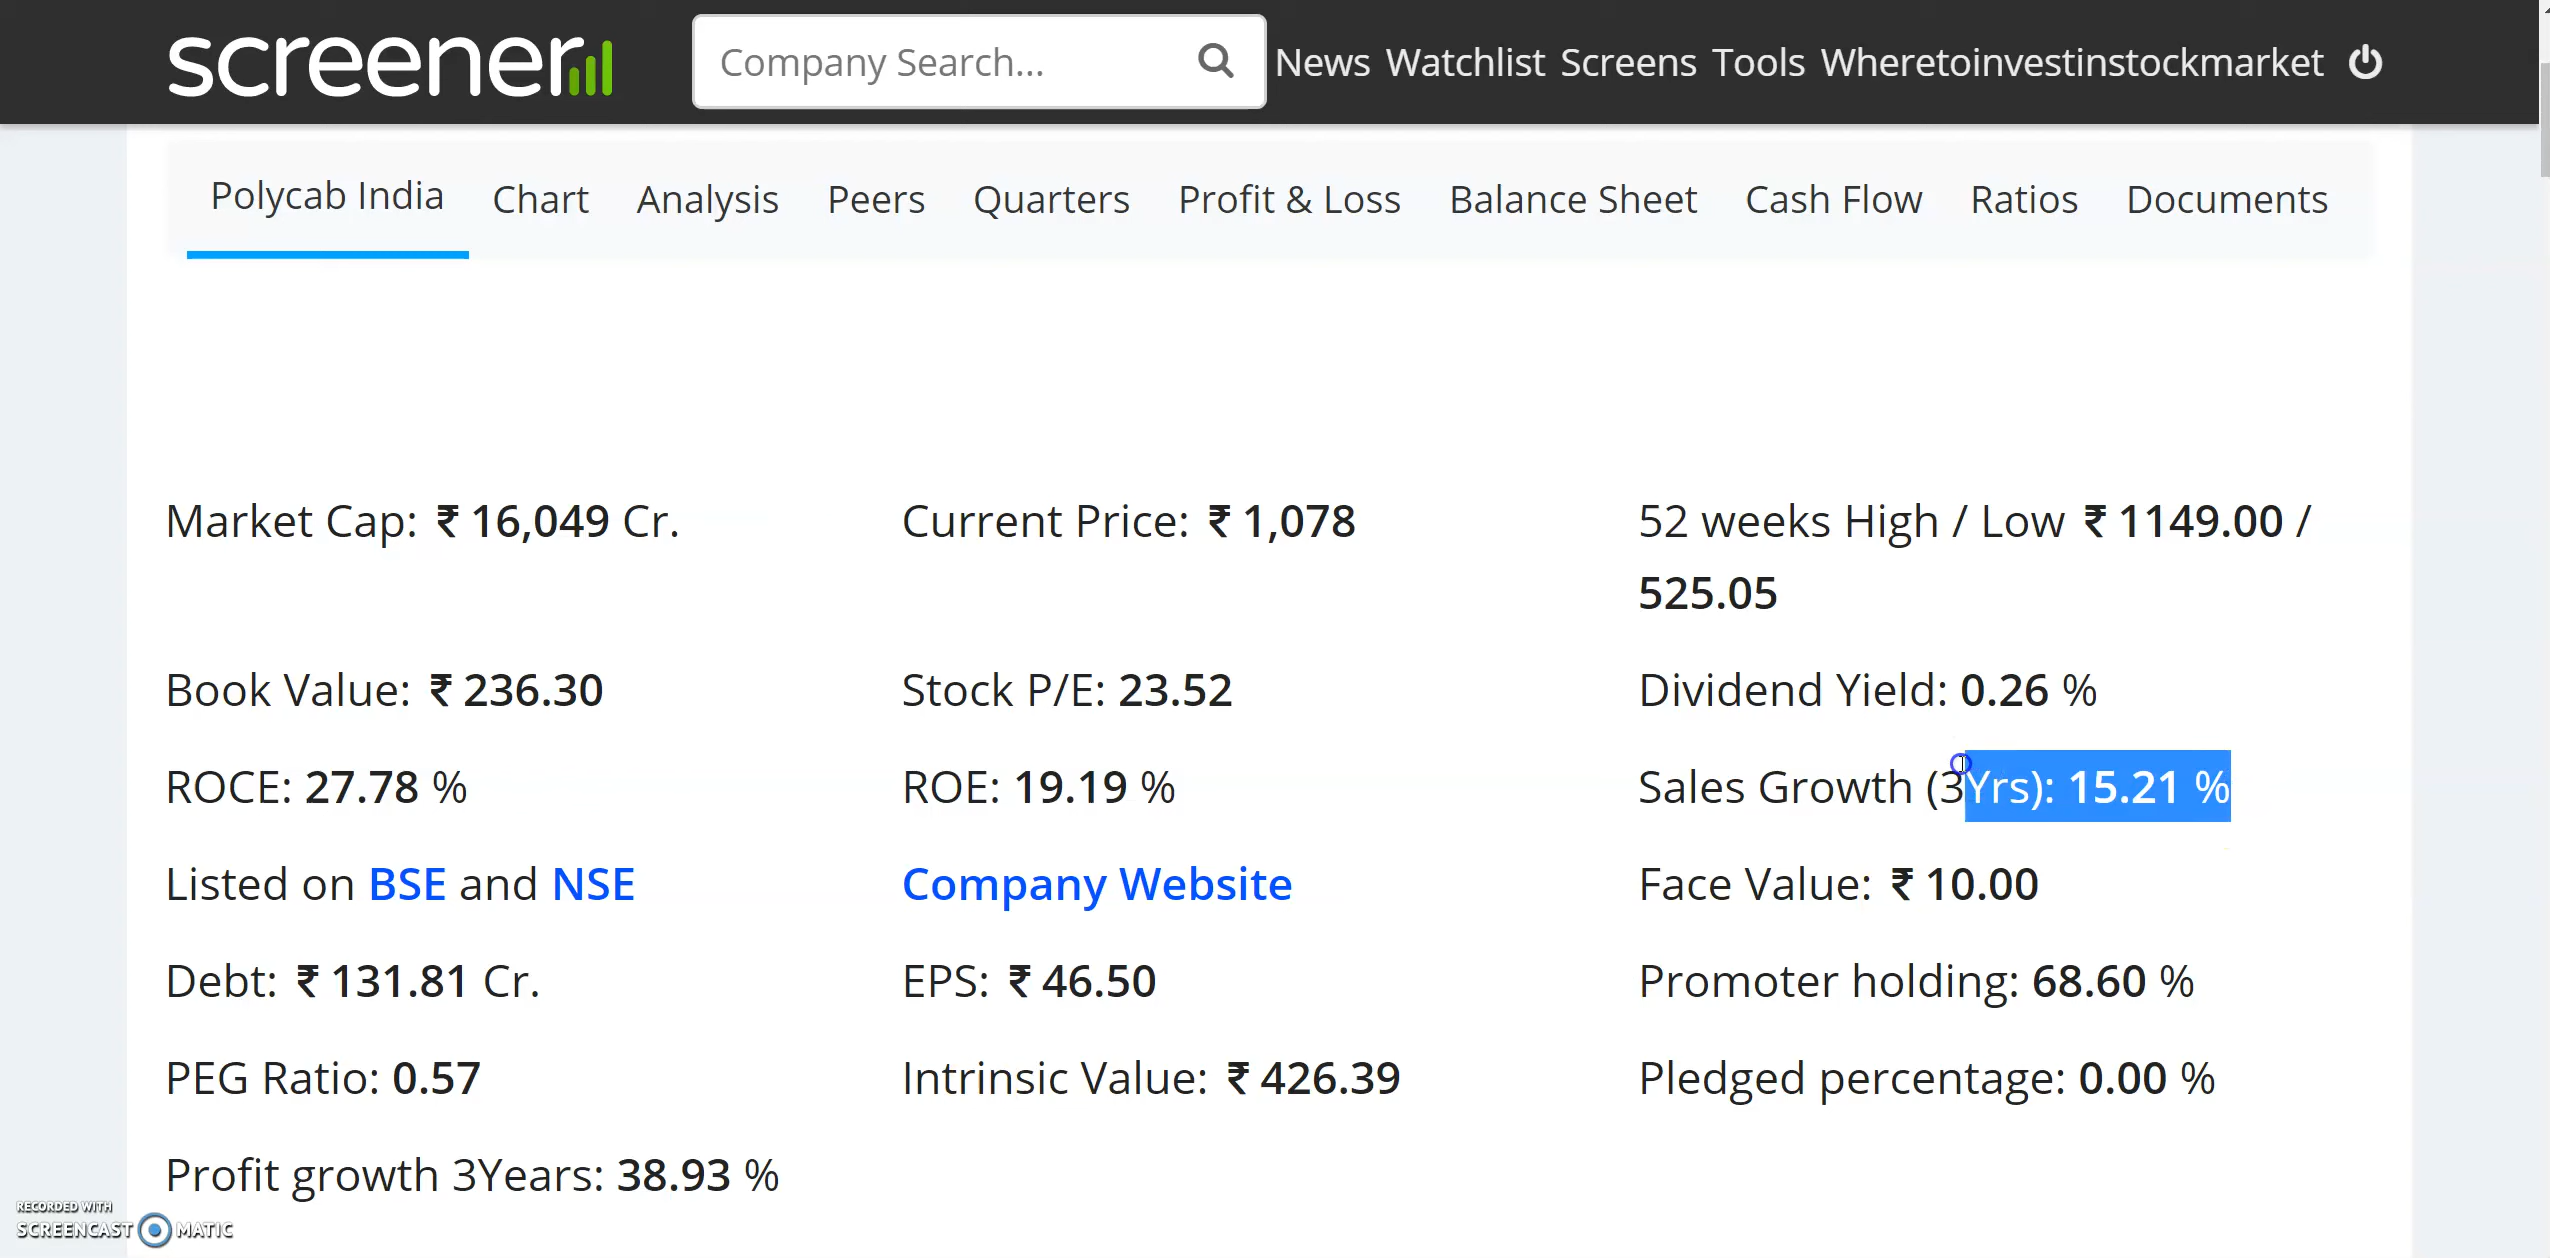 screener Company Search... News Watchlist Screens Tools Wheretoinvestinstockmarket
Polycab India Chart Analysis Peers Quarters Profit & Loss Balance Sheet Cash Flow Ratios Documents
Market Cap: ₹ 16,049 Cr. Current Price: ₹ 1,078 52 weeks High / Low ₹ 1149.00 /
525.05
Book Value: ₹ 236.30 Stock P/E: 23.52 Dividend Yield: 0.26 %
ROCE: 27.78 % ROE: 19.19 % Sales Growth (3Yrs): 15.21 %
Listed on BSE and NSE Company Website Face Value: ₹ 10.00
Debt: ₹ 131.81 Cr. EPS: ₹ 46.50 Promoter holding: 68.60 %
PEG Ratio: 0.57 Intrinsic Value: ₹ 426.39 Pledged percentage: 0.00 %
Profit growth 3Years: 38.93 %
RECORDED WITH
SCREENCAST MATIC